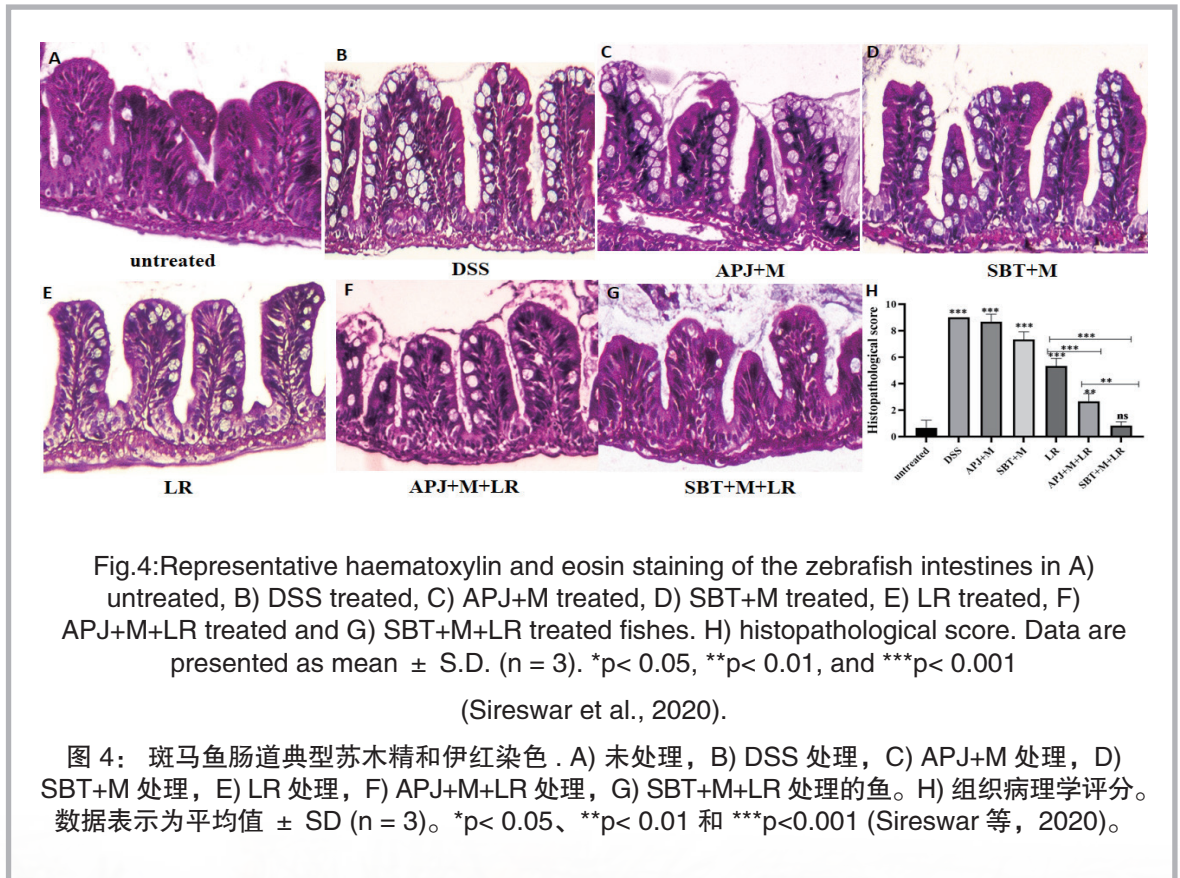 A
B
C
D
untreated
DSS
APJ+M
SBT+M
E
F
G
H
LR
APJ+M+LR
SBT+M+LR
Histopathological score
10
8
6
4
2
0
***
***
***
***
***
***
**
**
ns
untreated
DSS
APJ+M
SBT+M
LR
APJ+M+LR
SBT+M+LR
Fig.4:Representative haematoxylin and eosin staining of the zebrafish intestines in A)
untreated, B) DSS treated, C) APJ+M treated, D) SBT+M treated, E) LR treated, F)
APJ+M+LR treated and G) SBT+M+LR treated fishes. H) histopathological score. Data are
presented as mean ± S.D. (n = 3). *p< 0.05, **p< 0.01, and ***p< 0.001
(Sireswar et al., 2020).
图 4： 斑马鱼肠道典型苏木精和伊红染色 . A) 未处理，B) DSS 处理，C) APJ+M 处理，D)
SBT+M 处理，E) LR 处理，F) APJ+M+LR 处理，G) SBT+M+LR 处理的鱼。H) 组织病理学评分。
数据表示为平均值 ± SD (n = 3)。*p< 0.05、**p< 0.01 和 ***p<0.001 (Sireswar 等，2020)。